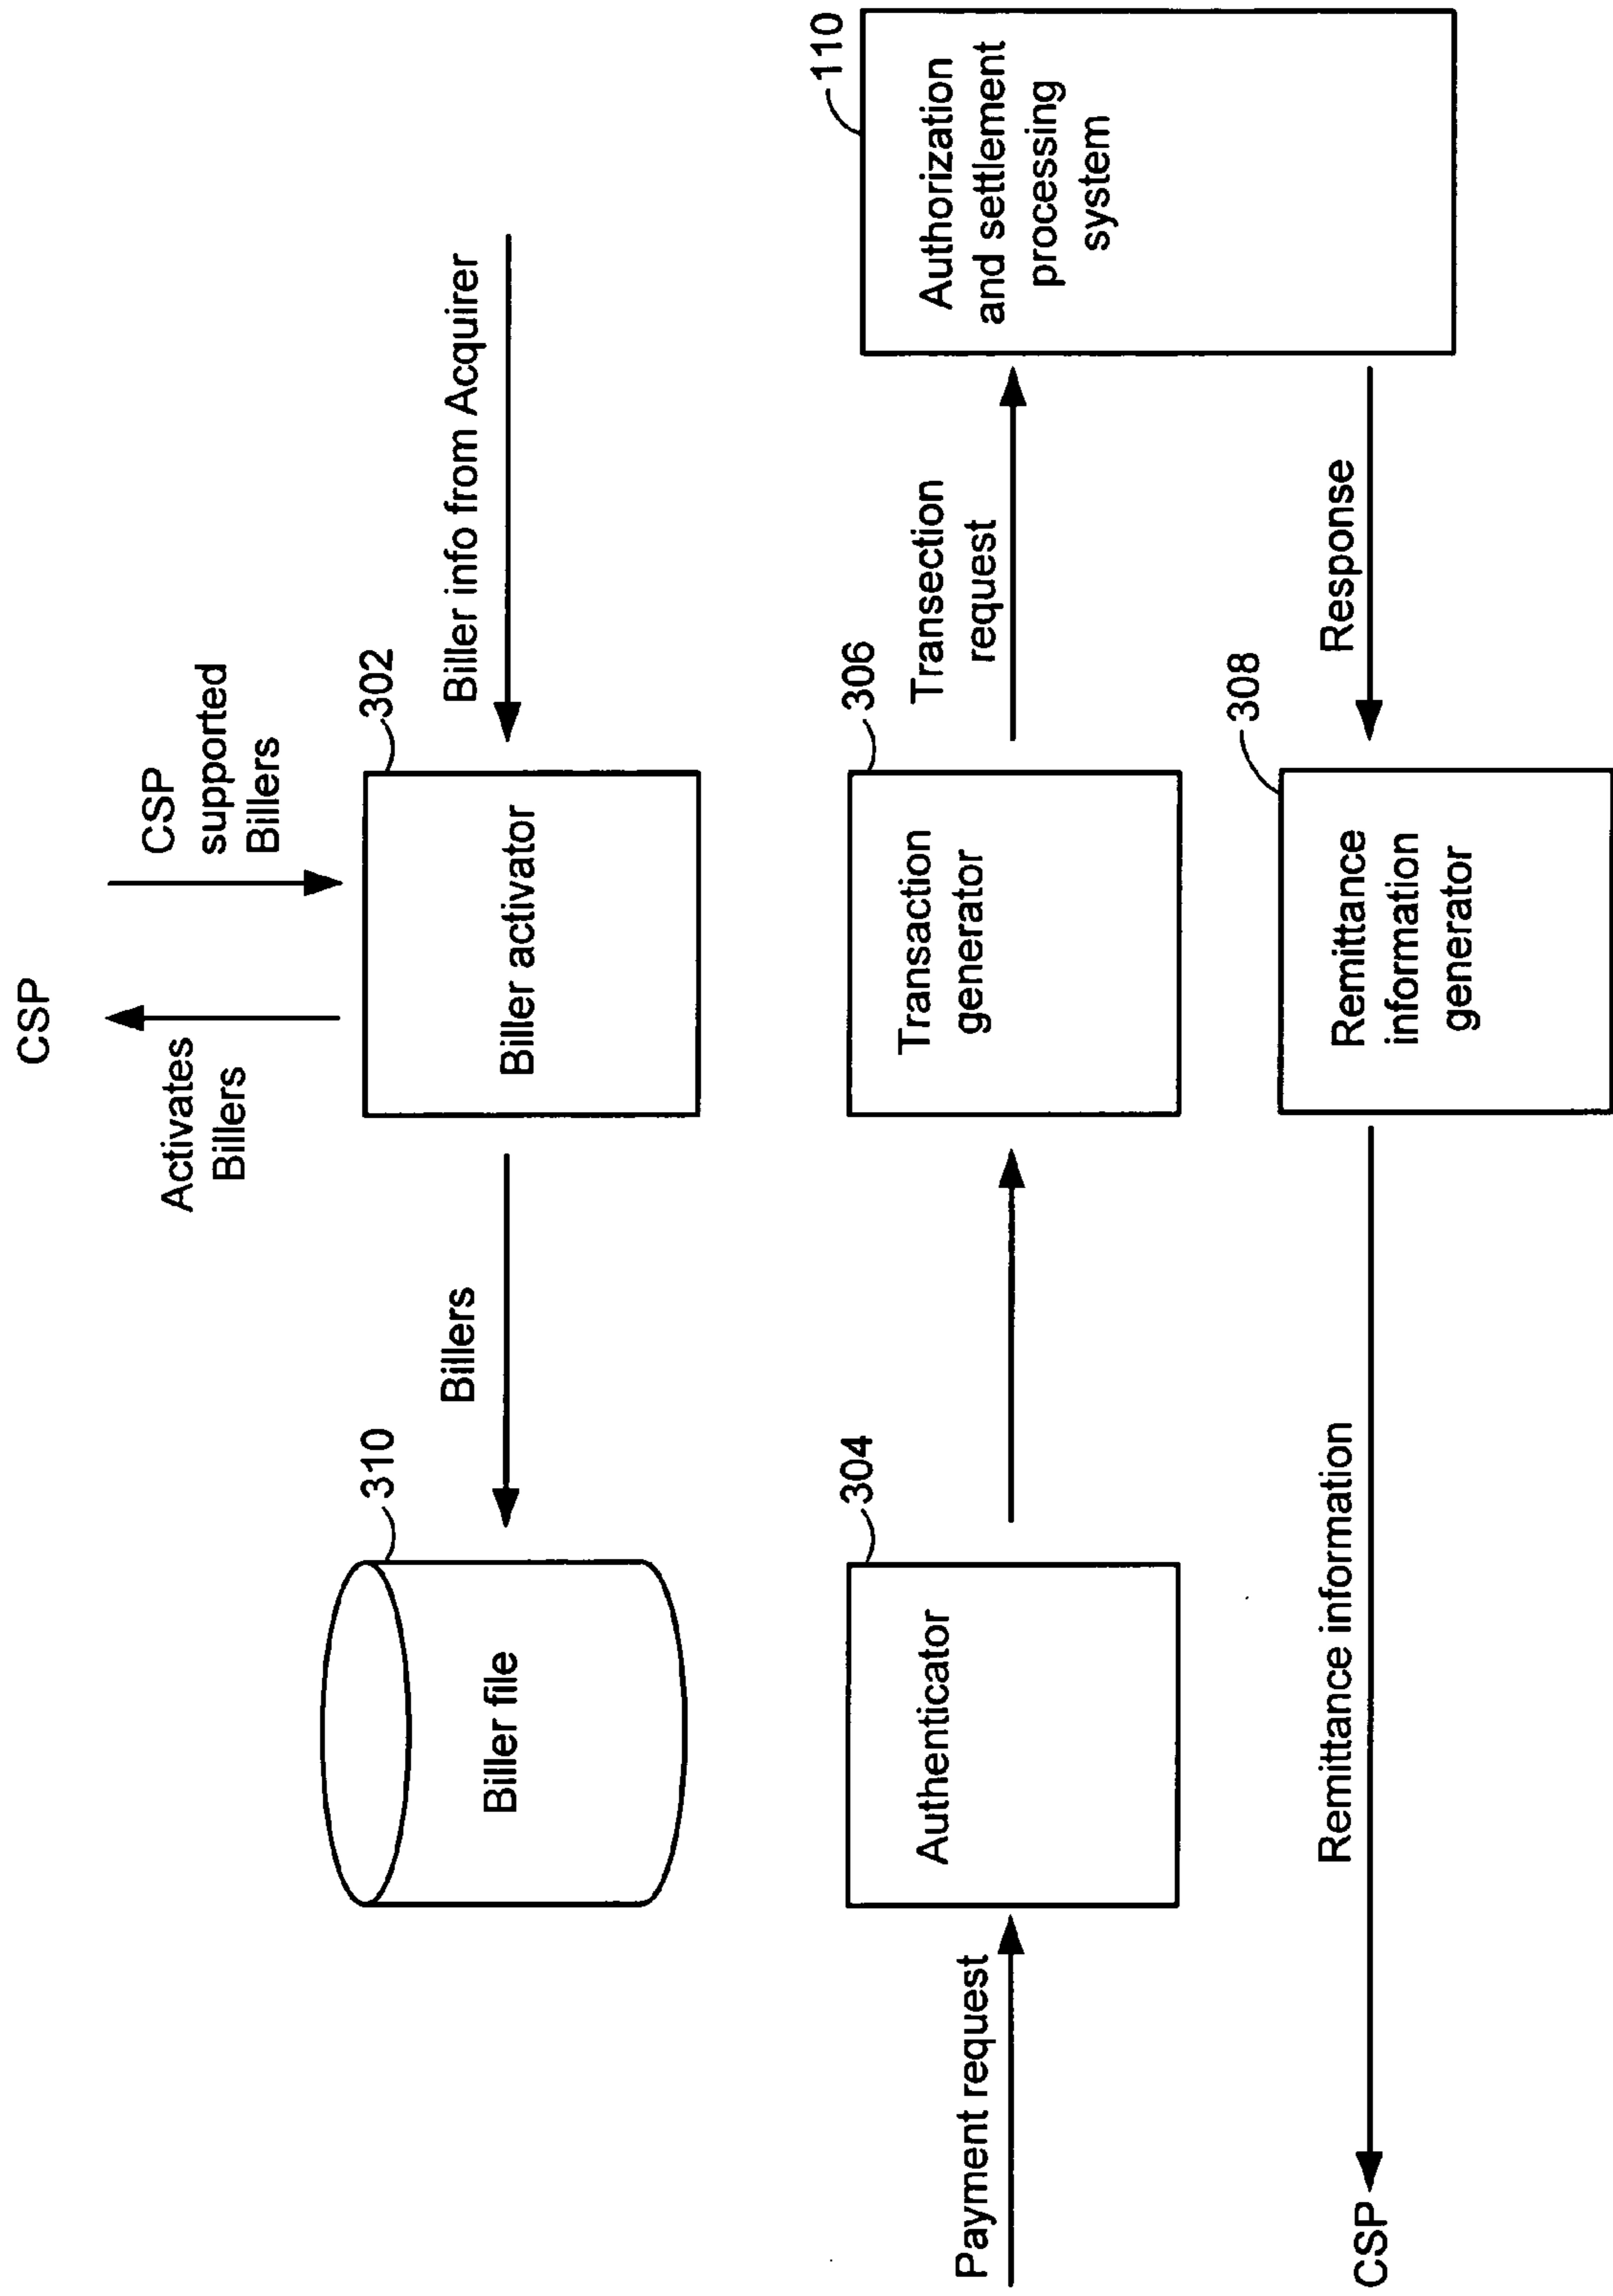 CSP
Activates
Billers
CSP
supported
Billers
310
Biller file
Billers
302
Biller activator
Biller info from Acquirer
Payment request
304
Authenticator
306
Transaction
generator
Transection
request
110
Authorization
and settlement
processing
system
CSP
Remittance information
308
Remittance
information
generator
Response